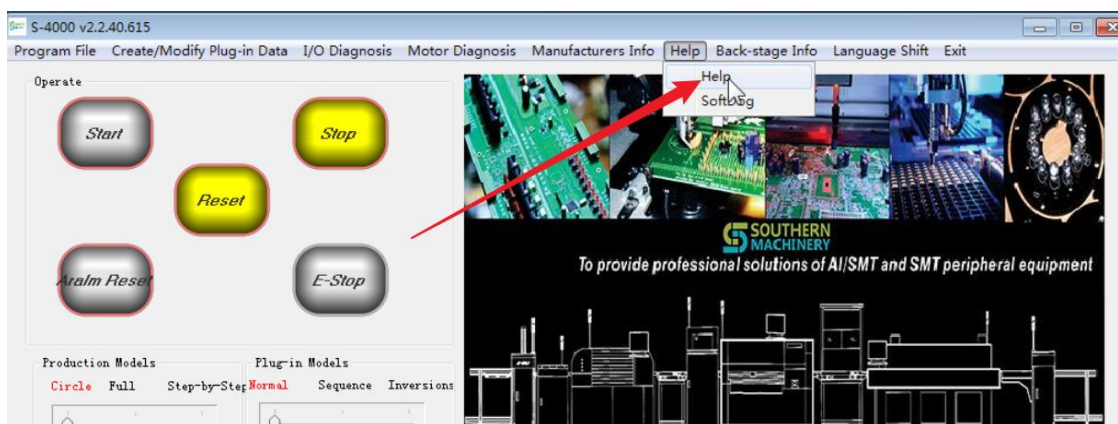 S-4000 v2.2.40.615
Program File Create/Modify Plug-in Data I/O Diagnosis Motor Diagnosis Manufacturers Info Help Back-stage Info Language Shift Exit
Help
Operate
Start
Stop
Reset
Aralm Reset
E-Stop
SOUTHERN
MACHINERY
To provide professional solutions of AI/SMT and SMT peripheral equipment
Production Models
Circle Full Step-by-Step
Plug-in Models
Normal Sequence Inversions